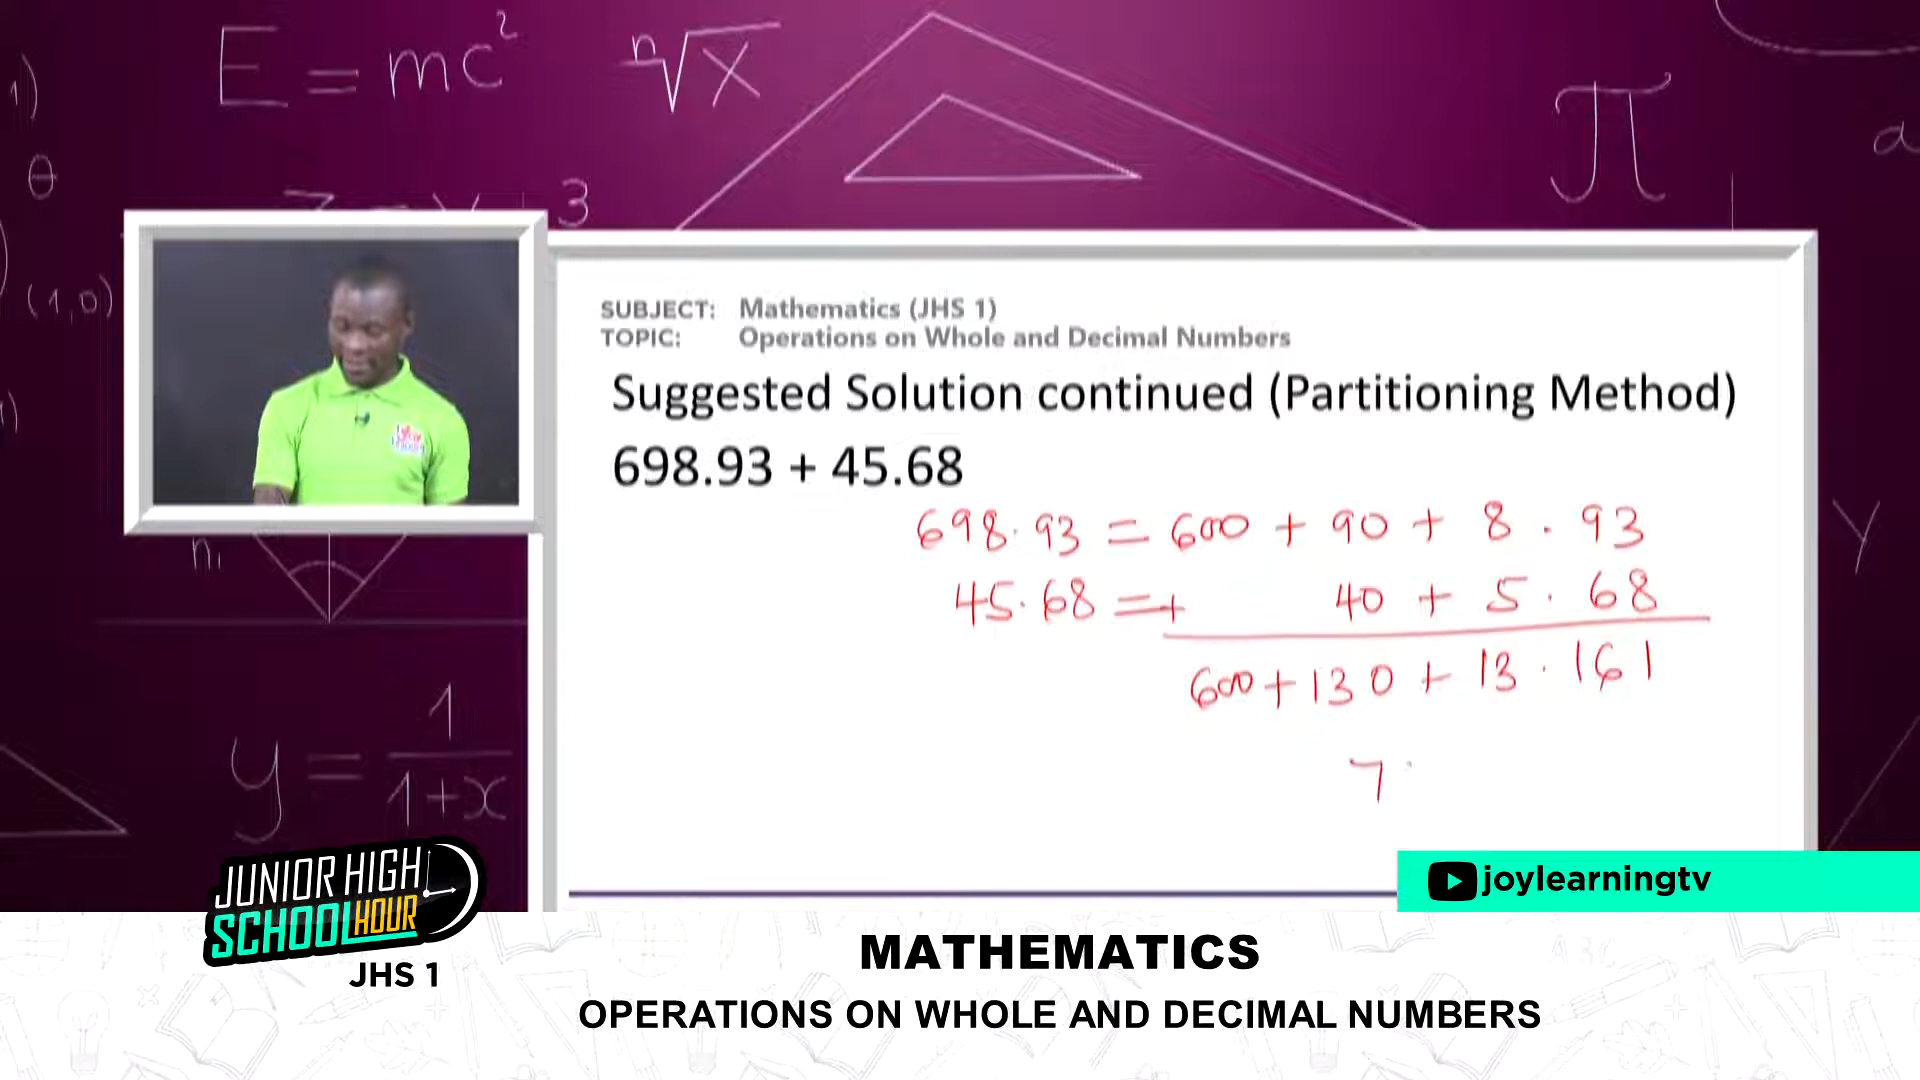 E = mc²
ⁿ√x
π
1)
θ
a
3
(1,0)
SUBJECT: Mathematics (JHS 1)
TOPIC: Operations on Whole and Decimal Numbers
Suggested Solution continued (Partitioning Method)
698.93 + 45.68
698.93 = 600 + 90 + 8.93
45.68 = + 40 + 5.68
600 + 130 + 13.161
7
n,
Y
y = 1/1+x
JUNIOR HIGH
SCHOOL HOUR
JHS 1
joylearningtv
MATHEMATICS
OPERATIONS ON WHOLE AND DECIMAL NUMBERS